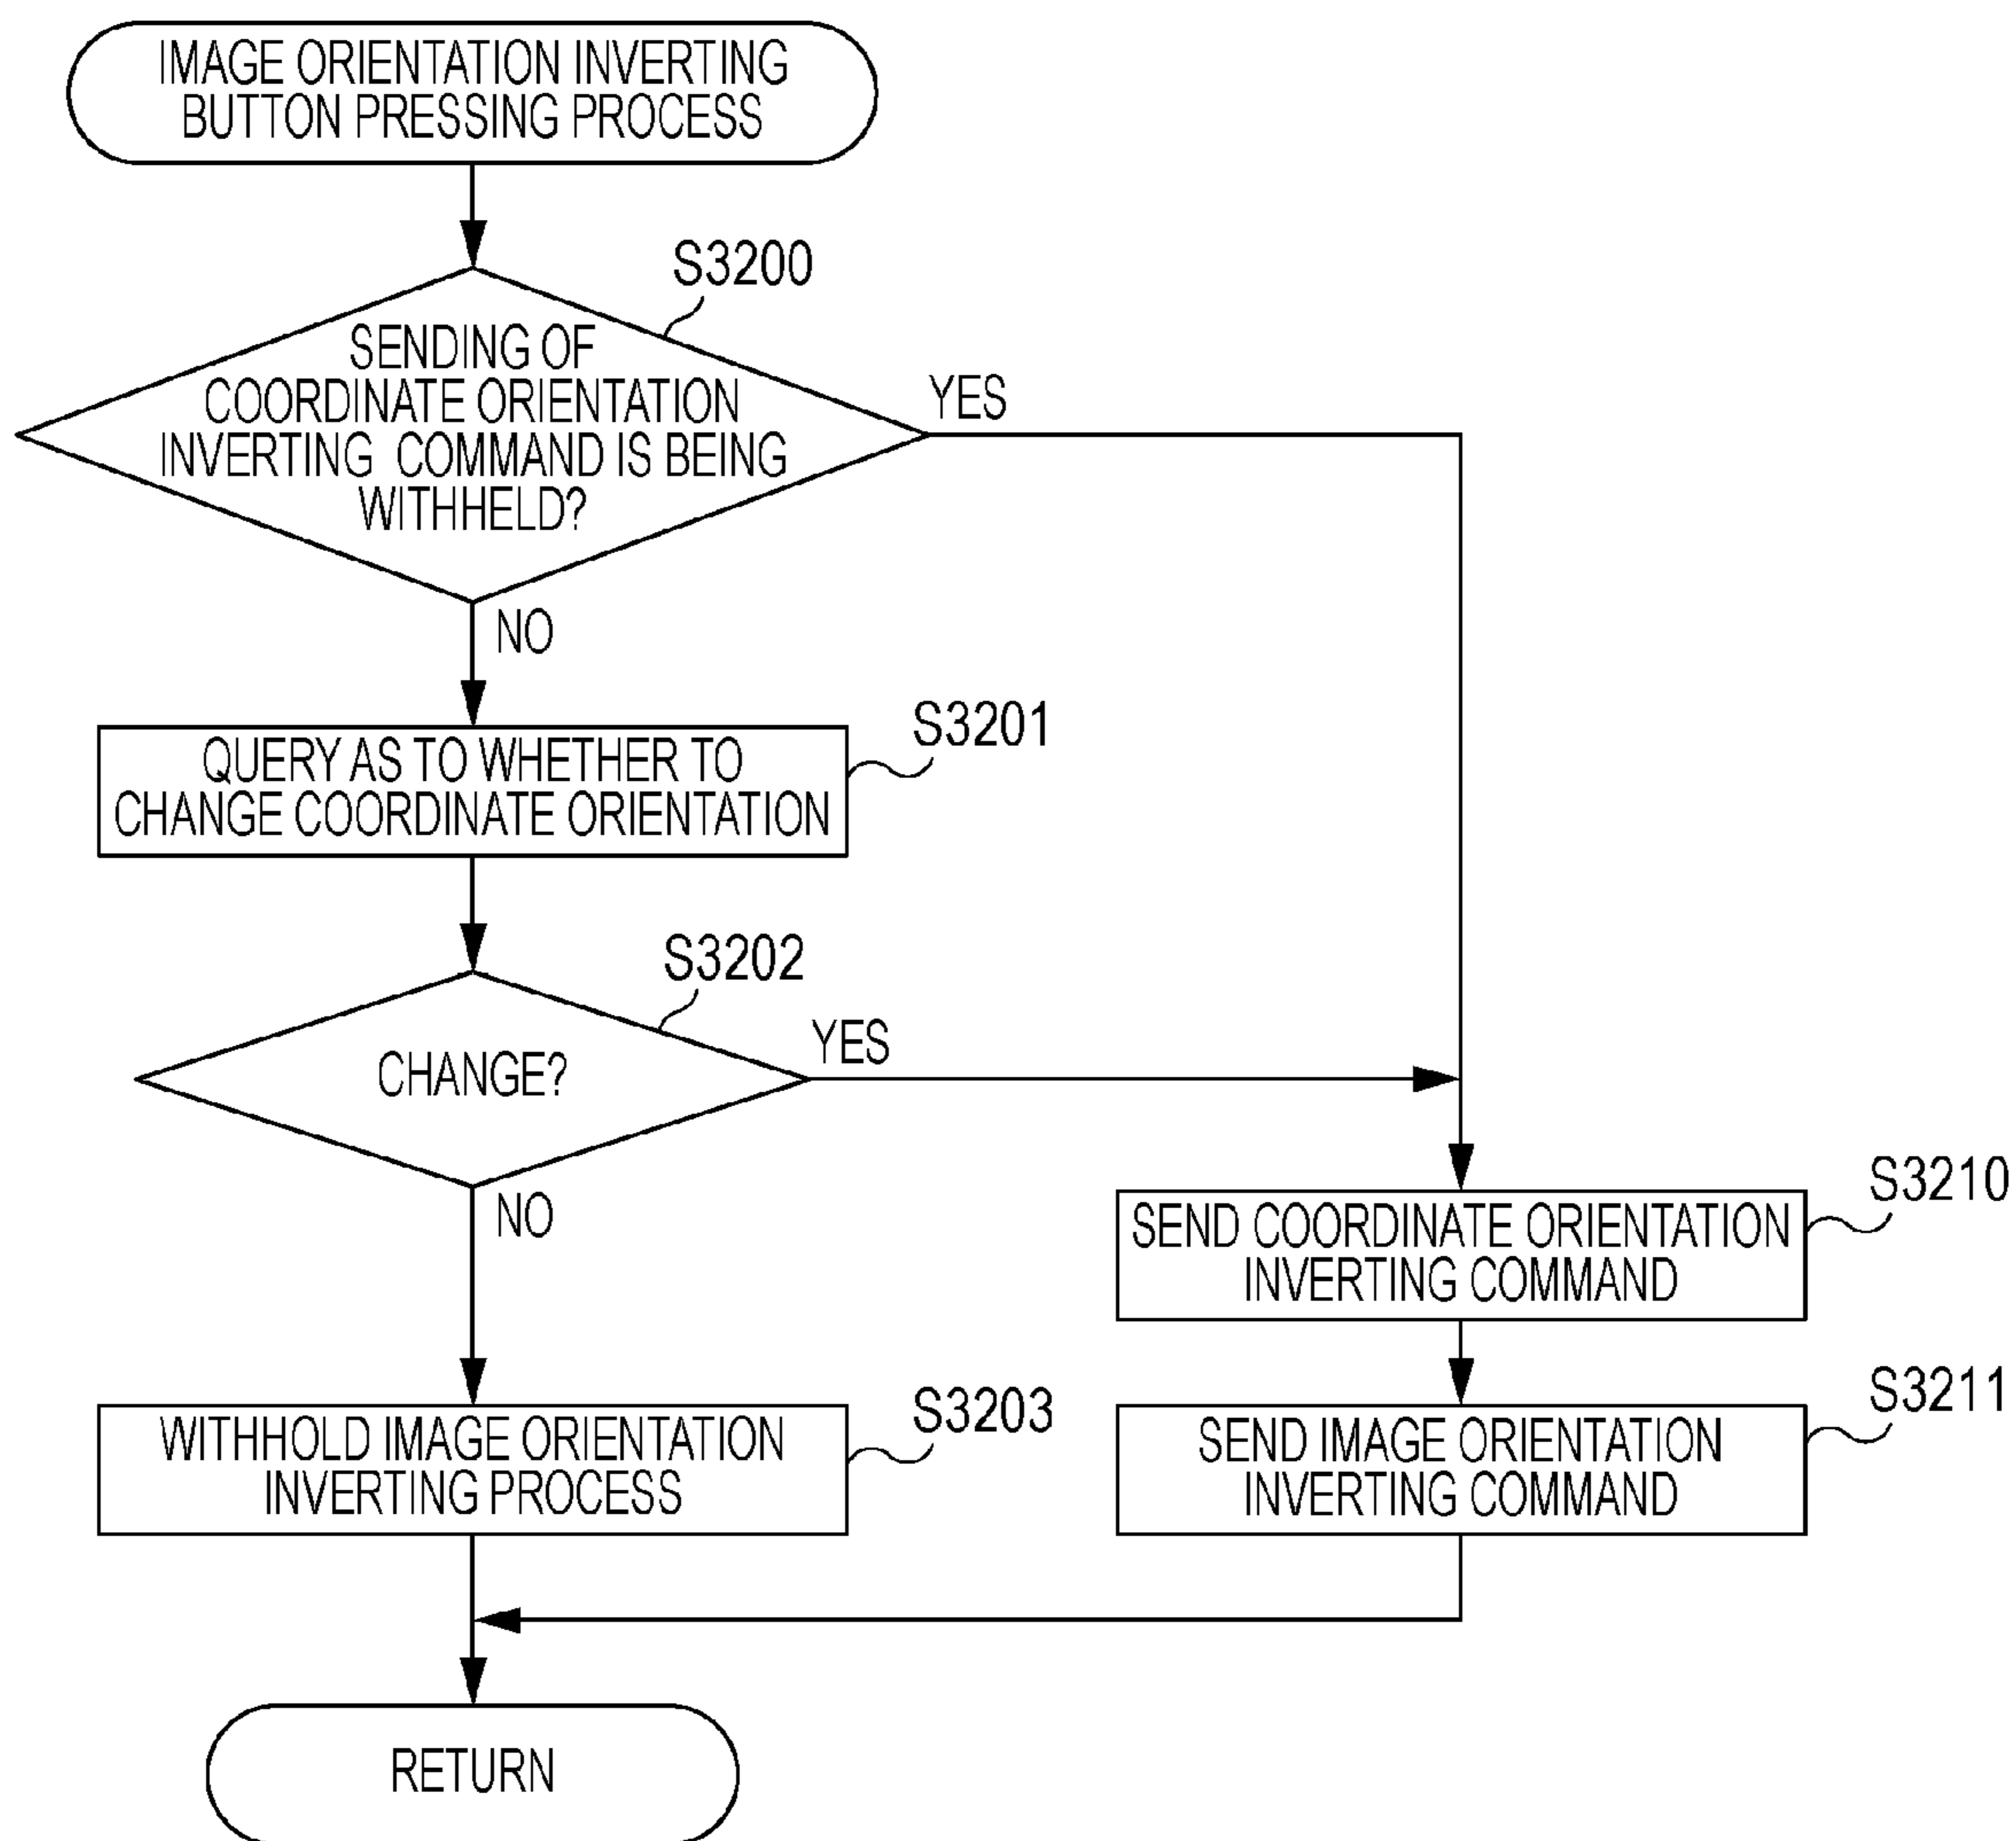 IMAGE ORIENTATION INVERTING
BUTTON PRESSING PROCESS
S3200
SENDING OF
COORDINATE ORIENTATION
INVERTING COMMAND IS BEING
WITHHELD?
YES
NO
S3201
QUERY AS TO WHETHER TO
CHANGE COORDINATE ORIENTATION
S3202
CHANGE?
YES
NO
S3210
SEND COORDINATE ORIENTATION
INVERTING COMMAND
S3203
WITHHOLD IMAGE ORIENTATION
INVERTING PROCESS
S3211
SEND IMAGE ORIENTATION
INVERTING COMMAND
RETURN